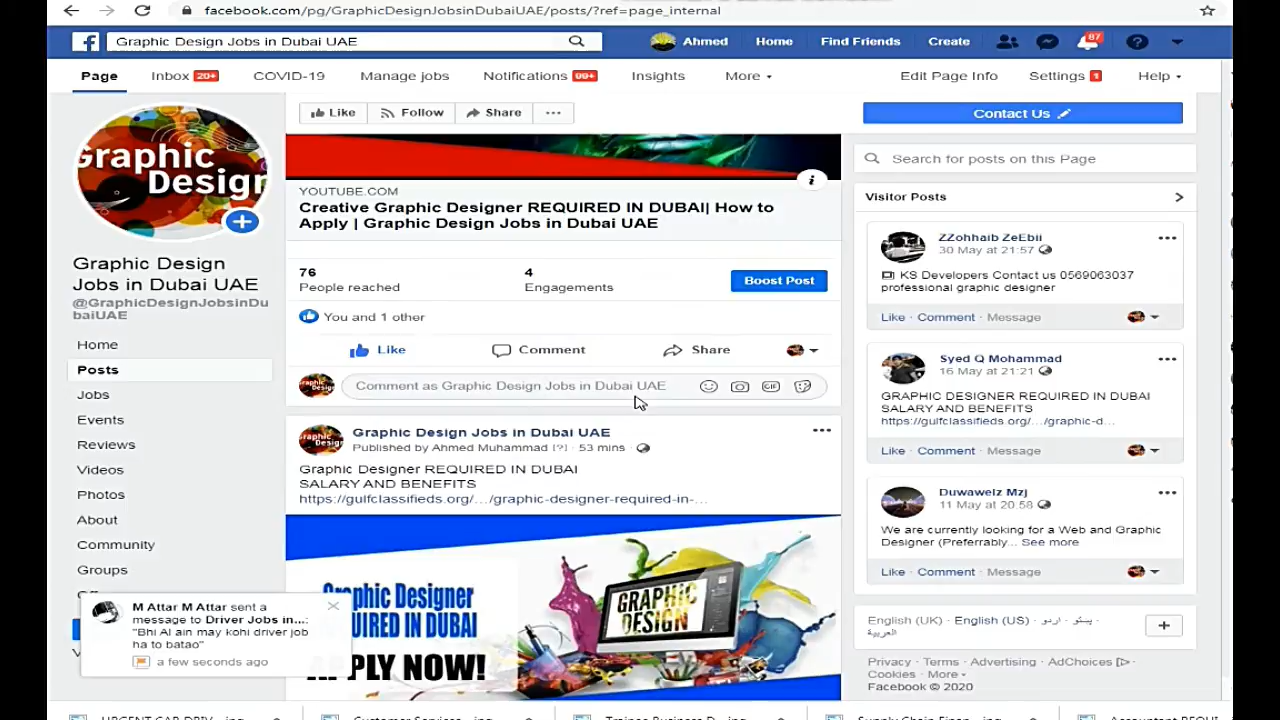 facebook.com/pg/GraphicDesignJobsinDubaiUAE/posts/?ref=page_internal
Graphic Design Jobs in Dubai UAE
Ahmed
Home
Find Friends
Create
87
Page
Inbox 20+
COVID-19
Manage jobs
Notifications 99+
Insights
More
Edit Page Info
Settings 1
Help
Graphic
Design
Graphic Design
Jobs in Dubai UAE
@GraphicDesignJobsinDu
baiUAE
Home
Posts
Jobs
Events
Reviews
Videos
Photos
About
Community
Groups
M Attar M Attar sent a
message to Driver Jobs in...:
"Bhi Al ain may kohi driver job
ha to batao"
a few seconds ago
Like
Follow
Share
YOUTUBE.COM
Creative Graphic Designer REQUIRED IN DUBAI| How to
Apply | Graphic Design Jobs in Dubai UAE
76
People reached
4
Engagements
Boost Post
You and 1 other
Like
Comment
Share
Comment as Graphic Design Jobs in Dubai UAE
GIF
Graphic Design Jobs in Dubai UAE
Published by Ahmed Muhammad [?] · 53 mins ·
Graphic Designer REQUIRED IN DUBAI
SALARY AND BENEFITS
https://gulfclassifieds.org/.../graphic-designer-required-in-...
aphic Designer
UIRED IN DUBAI
APPLY NOW!
GRAPHIC
DESIGN
Contact Us
Search for posts on this Page
Visitor Posts
ZZohhaib ZeEbii
30 May at 21:57
KS Developers Contact us 0569063037
professional graphic designer
Like · Comment · Message
Syed Q Mohammad
16 May at 21:21
GRAPHIC DESIGNER REQUIRED IN DUBAI
SALARY AND BENEFITS
https://gulfclassifieds.org/.../graphic-d...
Like · Comment · Message
Duwawelz Mzj
11 May at 20:58
We are currently looking for a Web and Graphic
Designer (Preferrably... See more
Like · Comment · Message
English (UK) · English (US) · اردو · پښتو ·
العربية
Privacy · Terms · Advertising · AdChoices
Cookies · More
Facebook © 2020